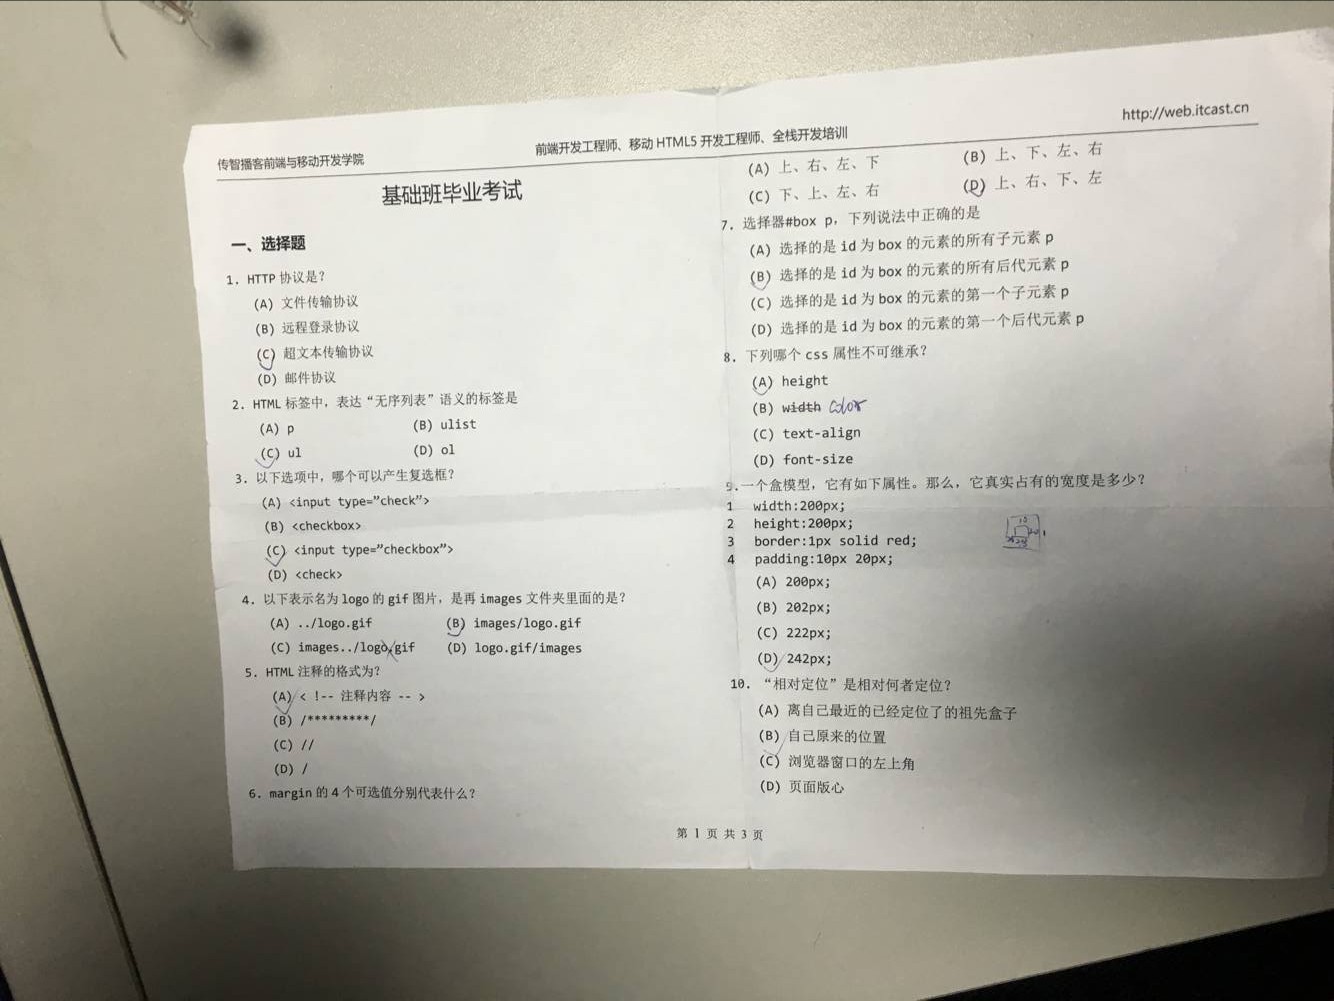 传智播客前端与移动开发学院
前端开发工程师、移动 HTML5 开发工程师、全栈开发培训
http://web.itcast.cn
基础班毕业考试
一、选择题
1. HTTP 协议是？
(A) 文件传输协议
(B) 远程登录协议
(C) 超文本传输协议
(D) 邮件协议
2. HTML 标签中，表达“无序列表”语义的标签是
(A) p (B) ulist
(C) ul (D) ol
3. 以下选项中，哪个可以产生复选框？
(A) <input type=”check”>
(B) <checkbox>
(C) <input type=”checkbox”>
(D) <check>
4. 以下表示名为 logo 的 gif 图片，是再 images 文件夹里面的是？
(A) ../logo.gif (B) images/logo.gif
(C) images../logo.gif (D) logo.gif/images
5. HTML 注释的格式为？
(A) < !-- 注释内容 -- >
(B) /*********/
(C) //
(D) /
6. margin 的 4 个可选值分别代表什么？
(A) 上、右、左、下 (B) 上、下、左、右
(C) 下、上、左、右 (D) 上、右、下、左
7. 选择器#box p，下列说法中正确的是
(A) 选择的是 id 为 box 的元素的所有子元素 p
(B) 选择的是 id 为 box 的元素的所有后代元素 p
(C) 选择的是 id 为 box 的元素的第一个子元素 p
(D) 选择的是 id 为 box 的元素的第一个后代元素 p
8. 下列哪个 css 属性不可继承？
(A) height
(B) width color
(C) text-align
(D) font-size
9. 一个盒模型，它有如下属性。那么，它真实占有的宽度是多少？
1 width:200px;
2 height:200px;
3 border:1px solid red;
4 padding:10px 20px;
(A) 200px;
(B) 202px;
(C) 222px;
(D) 242px;
10. “相对定位”是相对何者定位？
(A) 离自己最近的已经定位了的祖先盒子
(B) 自己原来的位置
(C) 浏览器窗口的左上角
(D) 页面版心
第 1 页 共 3 页